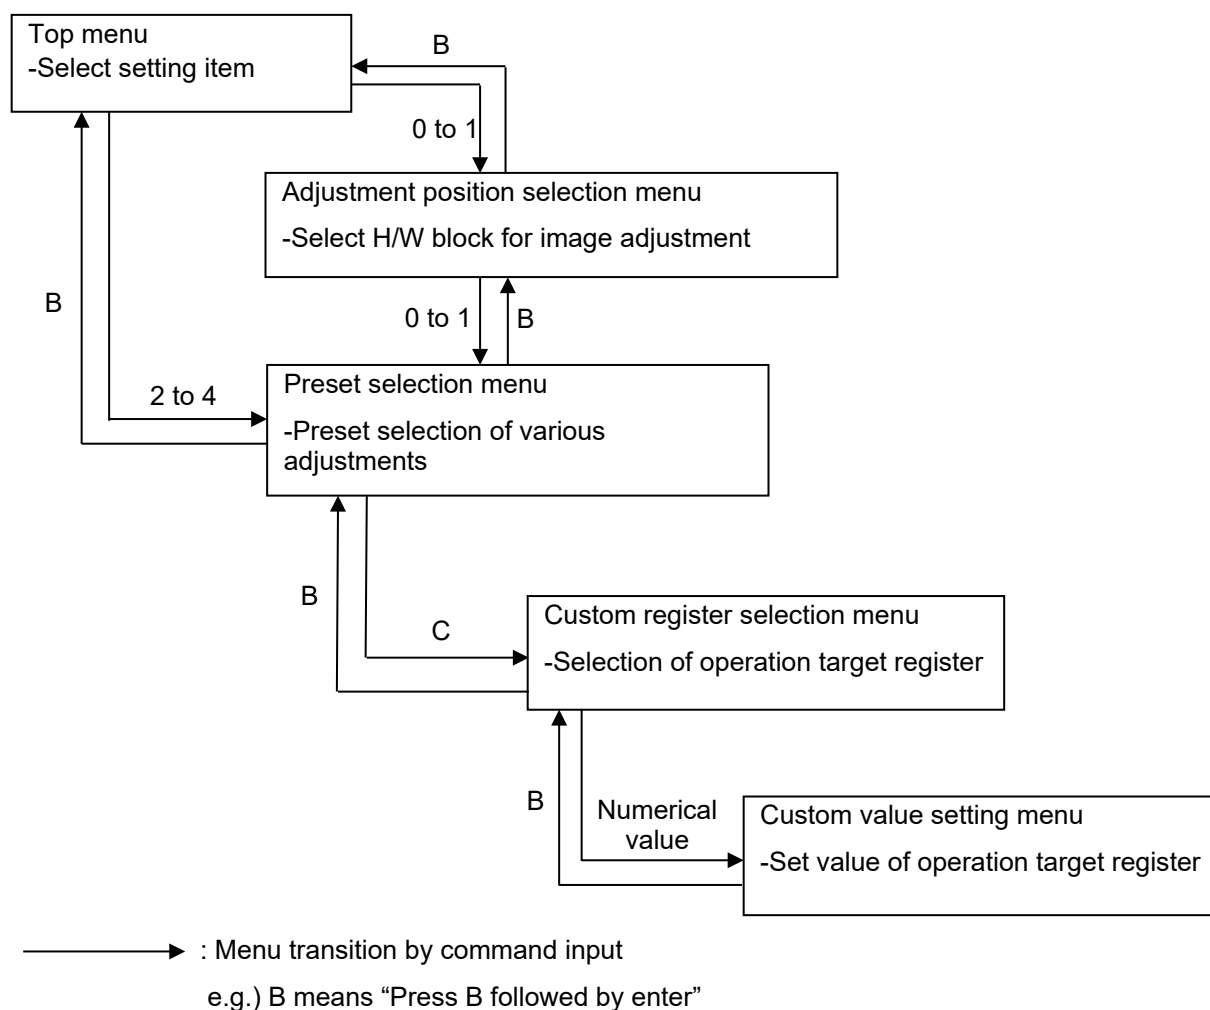 Top menu
-Select setting item
B
0 to 1
Adjustment position selection menu
-Select H/W block for image adjustment
B
0 to 1
B
Preset selection menu
2 to 4
-Preset selection of various
adjustments
B
C
Custom register selection menu
-Selection of operation target register
B
Numerical
value
Custom value setting menu
-Set value of operation target register
: Menu transition by command input
e.g.) B means “Press B followed by enter”